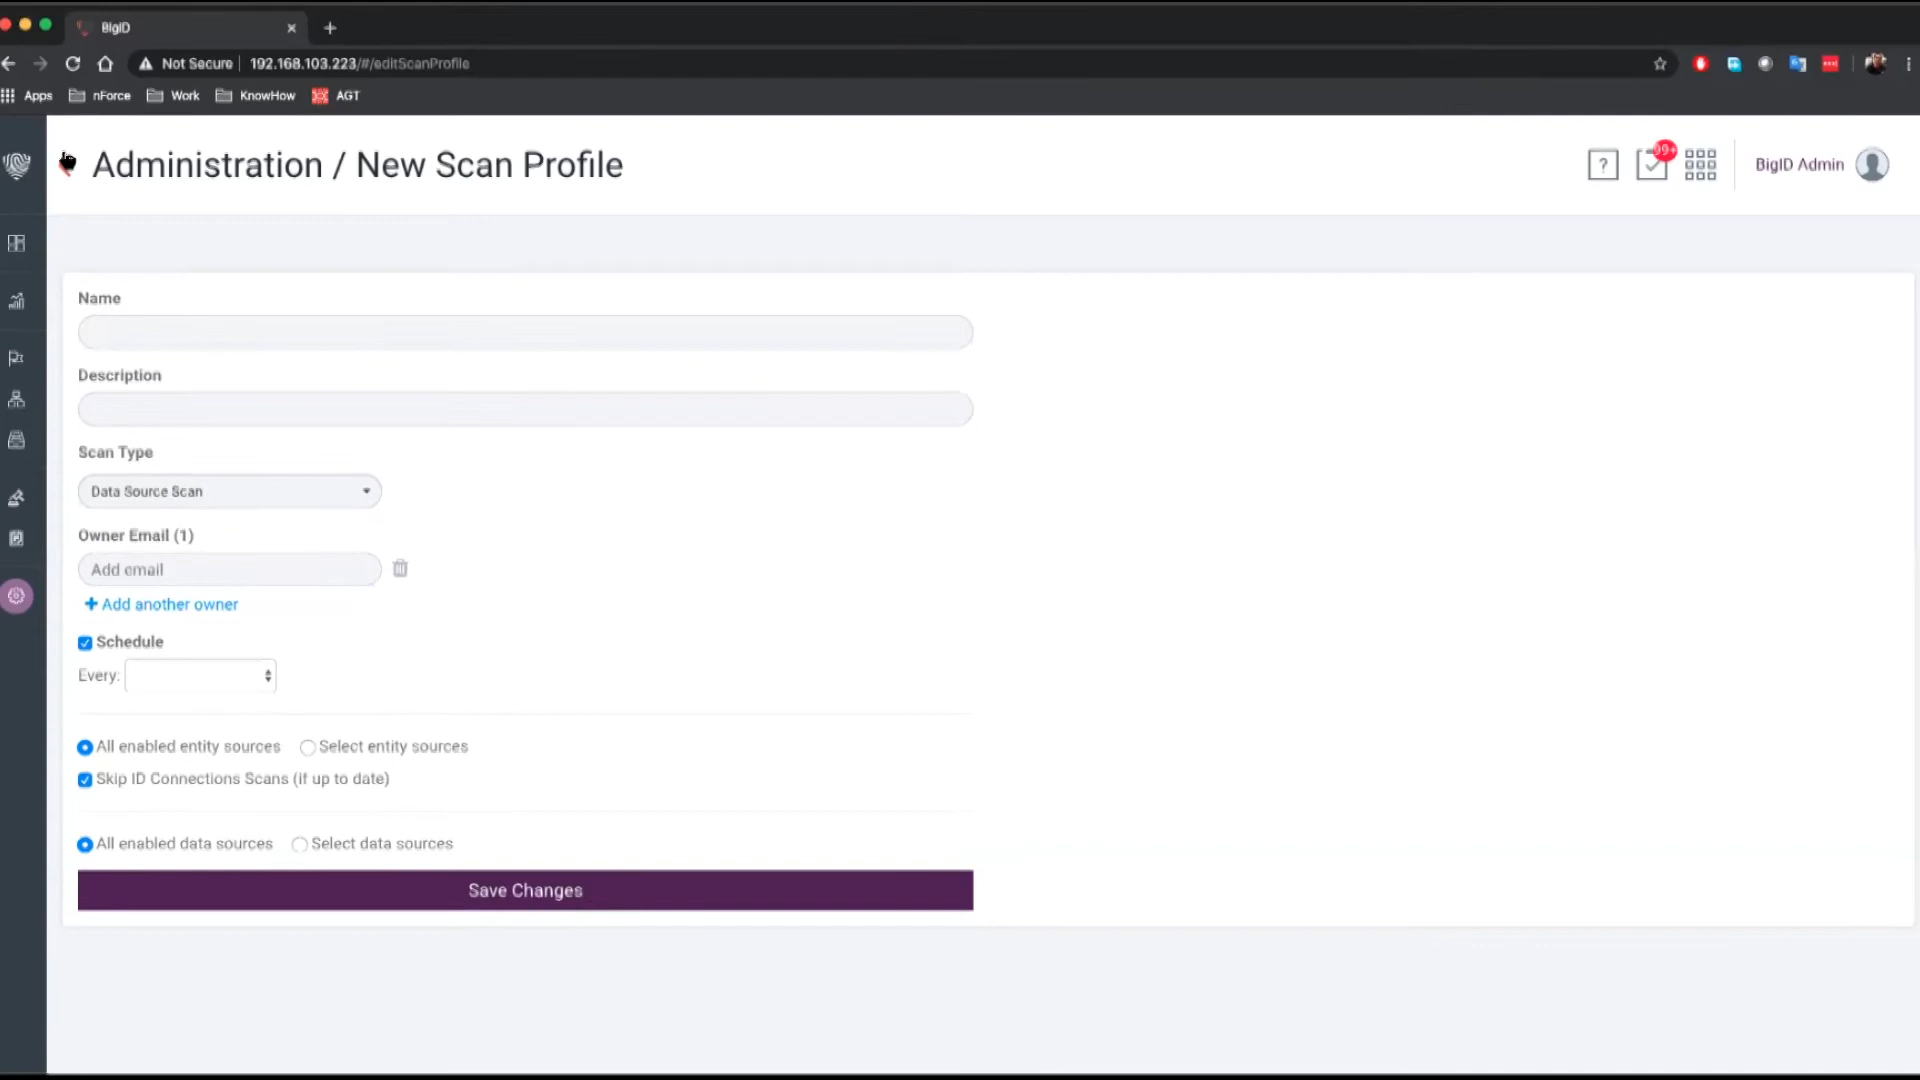 BigID
Not Secure 192.168.103.223/#/editScanProfile
Apps nForce Work KnowHow AGT
Administration / New Scan Profile
? 99+ BigID Admin
Name
Description
Scan Type
Data Source Scan
Owner Email (1)
Add email
+ Add another owner
Schedule
Every:
All enabled entity sources Select entity sources
Skip ID Connections Scans (if up to date)
All enabled data sources Select data sources
Save Changes